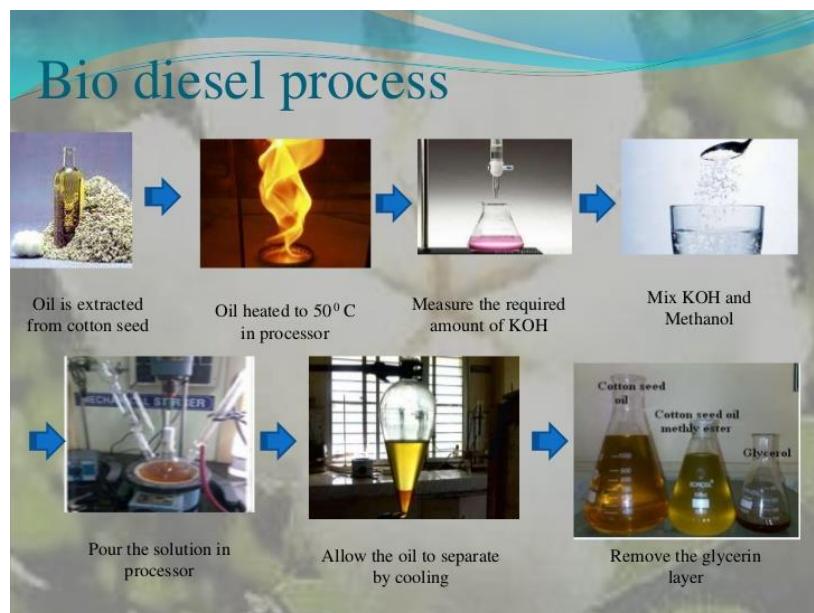 Bio diesel process
Oil is extracted
from cotton seed
Oil heated to 50⁰ C
in processor
Measure the required
amount of KOH
Mix KOH and
Methanol
MECHANICAL STIRRER
Pour the solution in
processor
Allow the oil to separate
by cooling
Cotton seed
oil
Cotton seed oil
methly ester
Glycerol
Remove the glycerin
layer